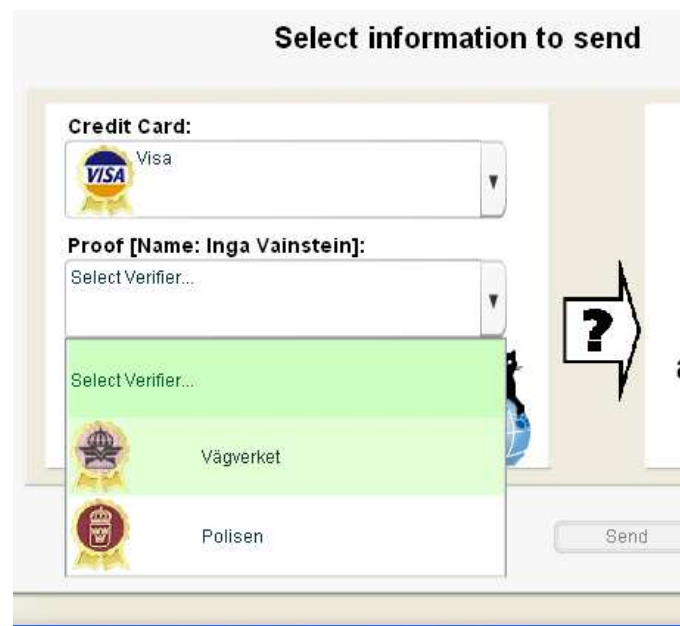 Select information to send
Credit Card:
VISA
Visa
Proof [Name: Inga Vainstein]:
Select Verifier...
?
Select Verifier...
Vägverket
Polisen
Send